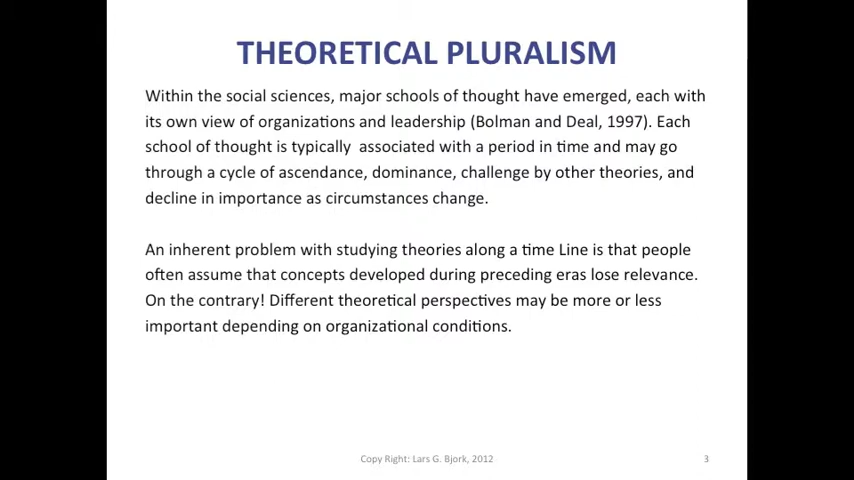 THEORETICAL PLURALISM
Within the social sciences, major schools of thought have emerged, each with
its own view of organizations and leadership (Bolman and Deal, 1997). Each
school of thought is typically  associated with a period in time and may go
through a cycle of ascendance, dominance, challenge by other theories, and
decline in importance as circumstances change.
An inherent problem with studying theories along a time Line is that people
often assume that concepts developed during preceding eras lose relevance.
On the contrary! Different theoretical perspectives may be more or less
important depending on organizational conditions.
Copy Right: Lars G. Bjork, 2012
3